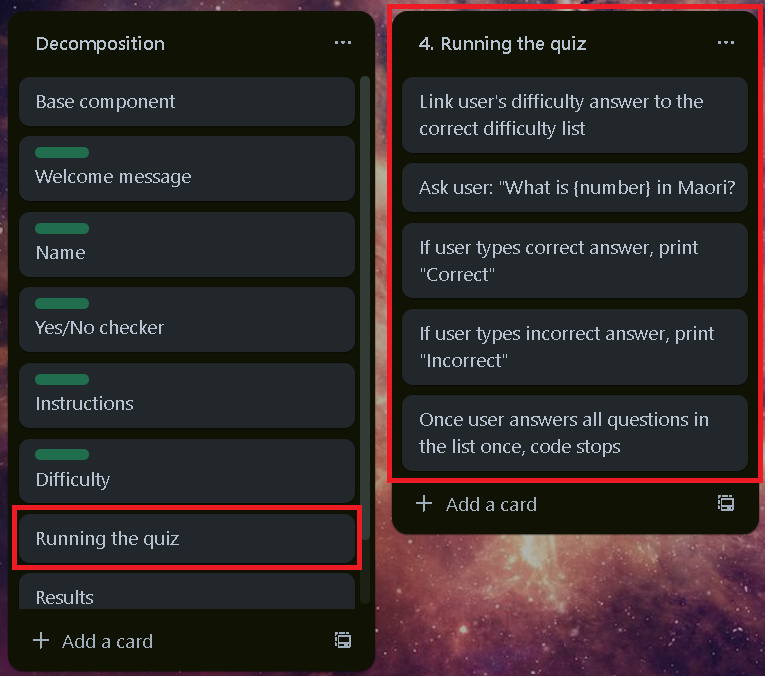 Decomposition
Base component
Welcome message
Name
Yes/No checker
Instructions
Difficulty
Running the quiz
Results
+ Add a card
4. Running the quiz
Link user's difficulty answer to the
correct difficulty list
Ask user: "What is {number} in Maori?
If user types correct answer, print
"Correct"
If user types incorrect answer, print
"Incorrect"
Once user answers all questions in
the list once, code stops
+ Add a card